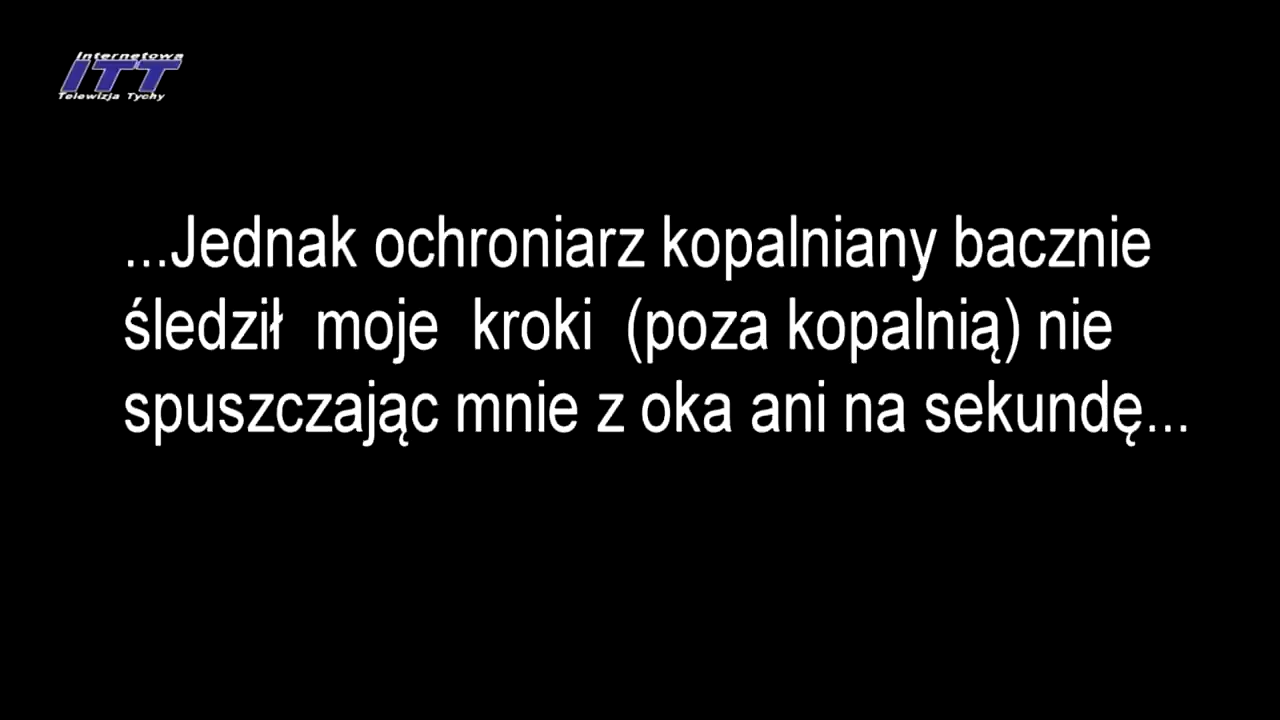 Internetowa
ITT
Telewizja Tychy
...Jednak ochroniarz kopalniany bacznie
śledził moje kroki (poza kopalnią) nie
spuszczając mnie z oka ani na sekundę...